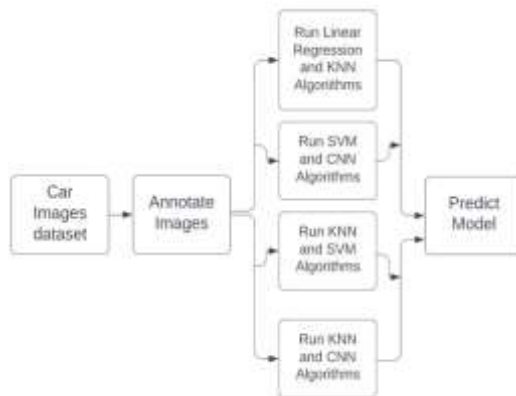 Car
Images
dataset
Annotate
Images
Run Linear
Regression
and KNN
Algorithms
Run SVM
and CNN
Algorithms
Run KNN
and SVM
Algorithms
Run KNN
and CNN
Algorithms
Predict
Model